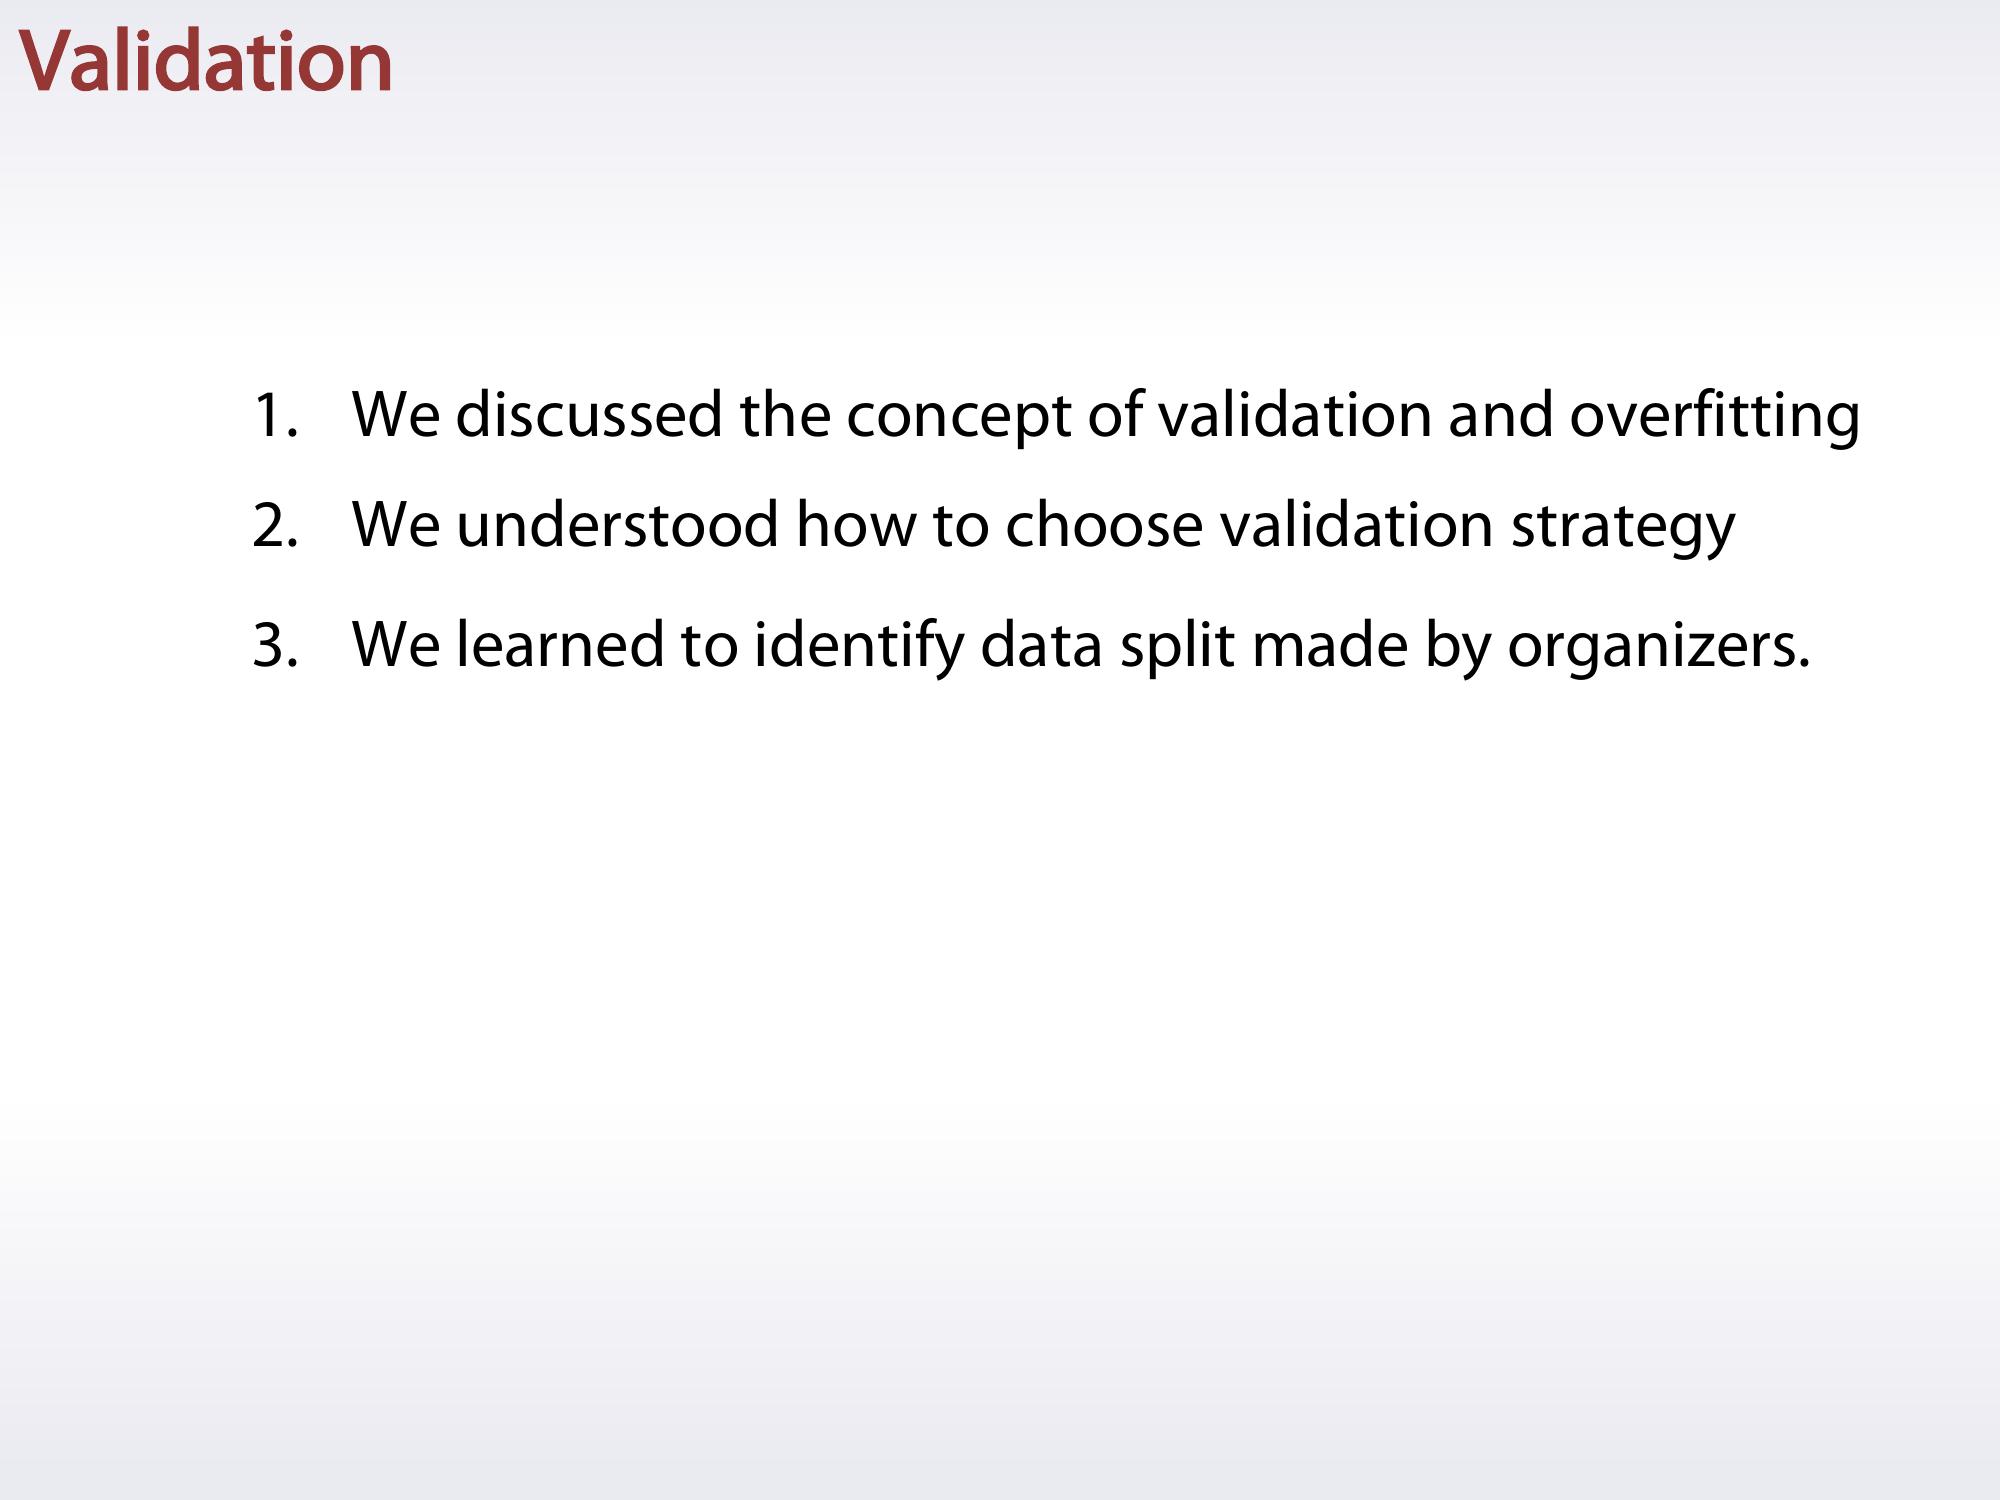 Validation
1. We discussed the concept of validation and overfitting
2. We understood how to choose validation strategy
3. We learned to identify data split made by organizers.